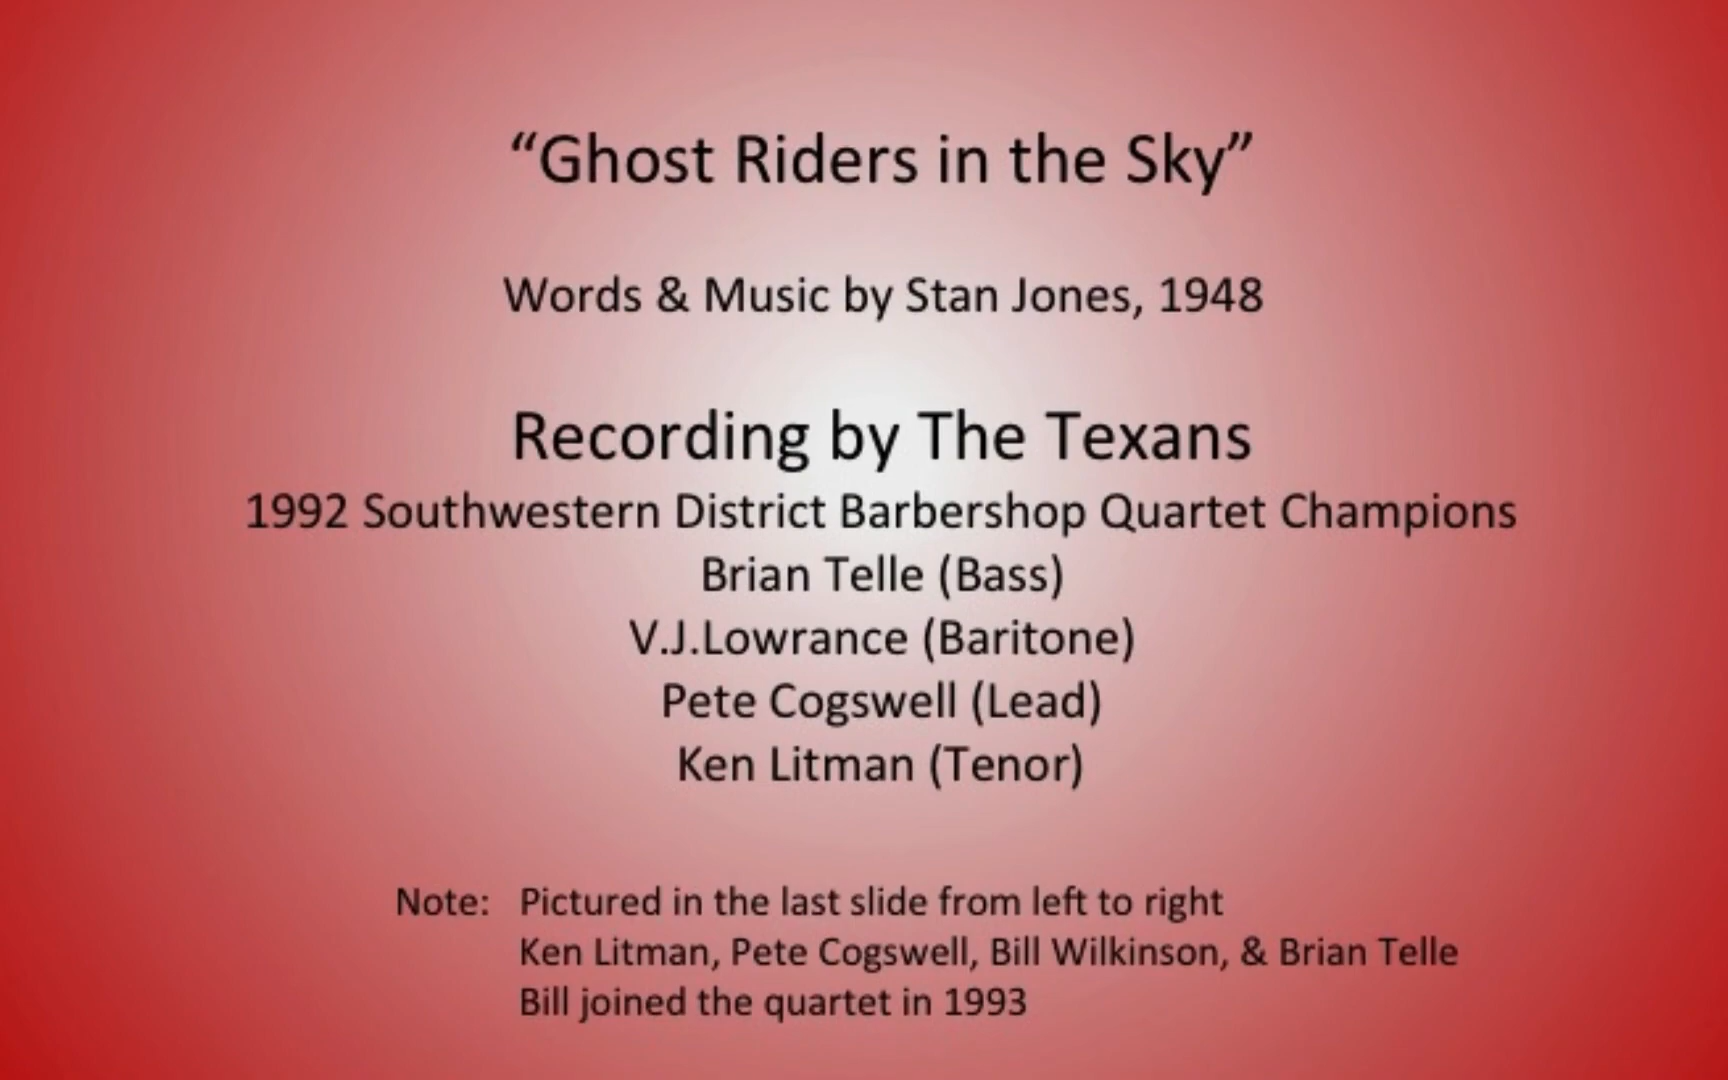 “Ghost Riders in the Sky”
Words & Music by Stan Jones, 1948
Recording by The Texans
1992 Southwestern District Barbershop Quartet Champions
Brian Telle (Bass)
V.J.Lowrance (Baritone)
Pete Cogswell (Lead)
Ken Litman (Tenor)
Note: Pictured in the last slide from left to right
Ken Litman, Pete Cogswell, Bill Wilkinson, & Brian Telle
Bill joined the quartet in 1993